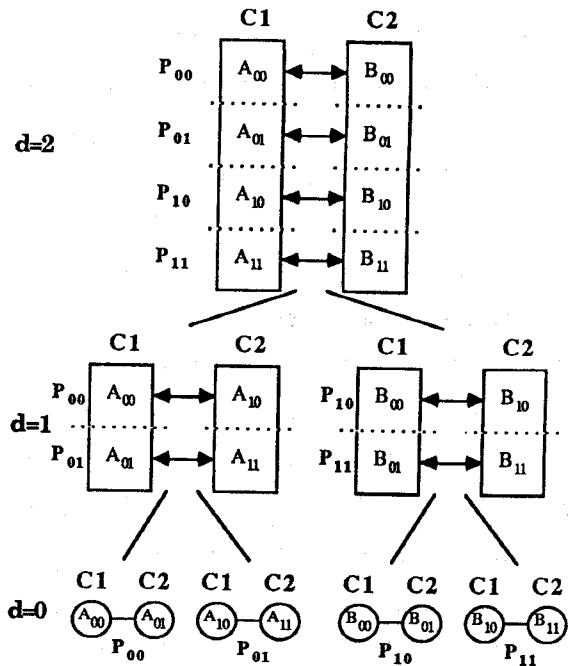 C1 C2
P00 A00 B00
P01 A01 B01
d=2
P10 A10 B10
P11 A11 B11
C1 C2 C1 C2
P00 A00 A10 P10 B00 B10
d=1
P01 A01 A11 P11 B01 B11
C1 C2 C1 C2 C1 C2 C1 C2
d=0 A00 A01 A10 A11 B00 B01 B10 B11
P00 P01 P10 P11